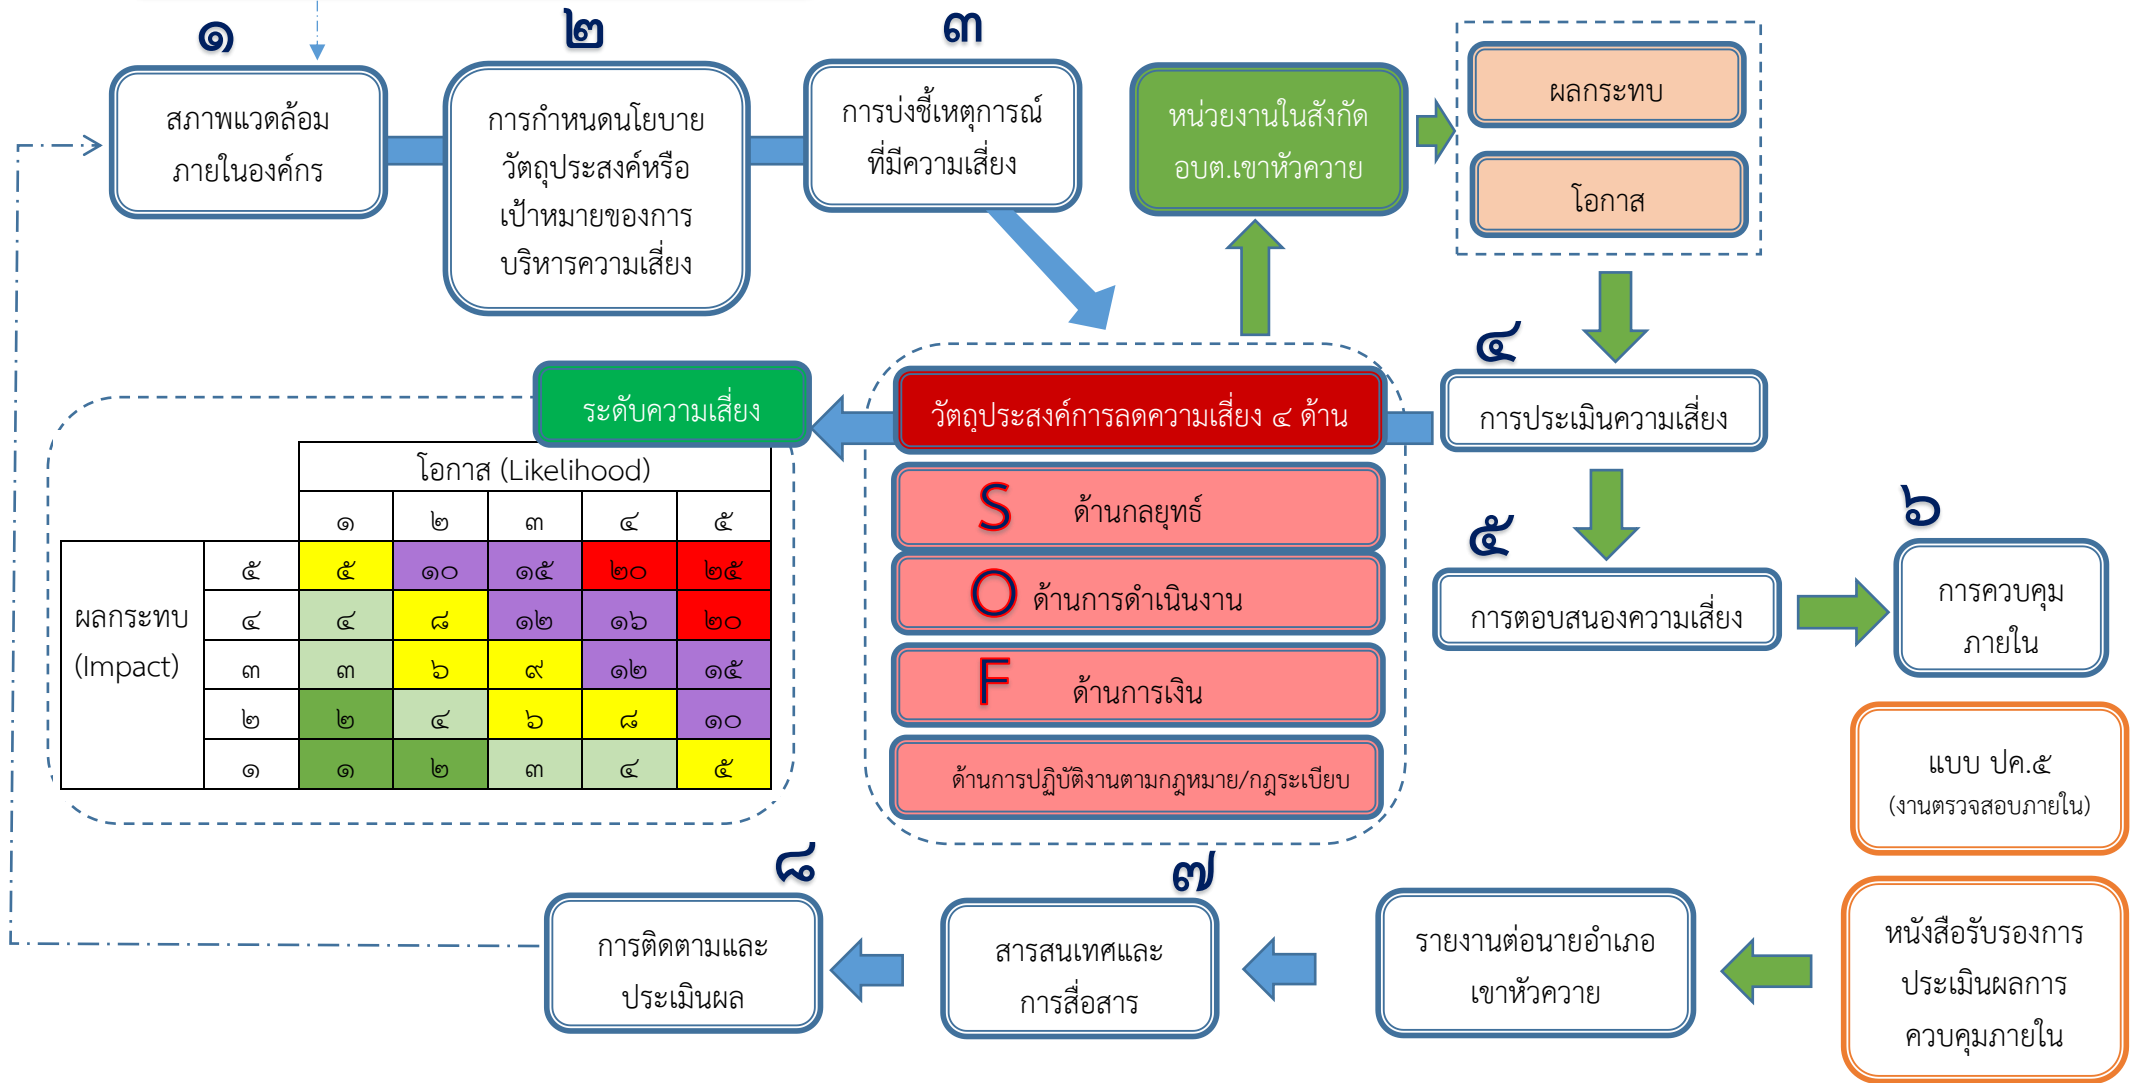 ๑
สภาพแวดล้อม
ภายในองค์กร
๒
การกำหนดนโยบาย
วัตถุประสงค์หรือ
เป้าหมายของการ
บริหารความเสี่ยง
๓
การบ่งชี้เหตุการณ์
ที่มีความเสี่ยง
หน่วยงานในสังกัด
อบต.เขาหัวควาย
ผลกระทบ
โอกาส
๔
การประเมินความเสี่ยง
วัตถุประสงค์การลดความเสี่ยง ๔ ด้าน
S ด้านกลยุทธ์
O ด้านการดำเนินงาน
F ด้านการเงิน
ด้านการปฏิบัติงานตามกฎหมาย/กฎระเบียบ
ระดับความเสี่ยง
โอกาส (Likelihood)
๑ ๒ ๓ ๔ ๕
ผลกระทบ
(Impact)
๕ ๕ ๑๐ ๑๕ ๒๐ ๒๕
๔ ๔ ๘ ๑๒ ๑๖ ๒๐
๓ ๓ ๖ ๙ ๑๒ ๑๕
๒ ๒ ๔ ๖ ๘ ๑๐
๑ ๑ ๒ ๓ ๔ ๕
๕
การตอบสนองความเสี่ยง
๖
การควบคุม
ภายใน
แบบ ปค.๕
(งานตรวจสอบภายใน)
หนังสือรับรองการ
ประเมินผลการ
ควบคุมภายใน
รายงานต่อนายอำเภอ
เขาหัวควาย
๗
สารสนเทศและ
การสื่อสาร
๘
การติดตามและ
ประเมินผล